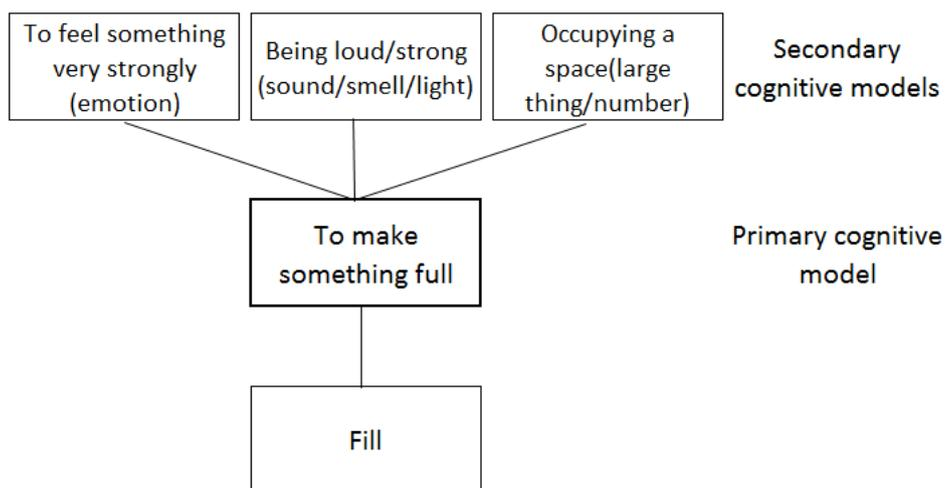 To feel something
very strongly
(emotion)
Being loud/strong
(sound/smell/light)
Occupying a
space(large
thing/number)
Secondary
cognitive models
To make
something full
Primary cognitive
model
Fill